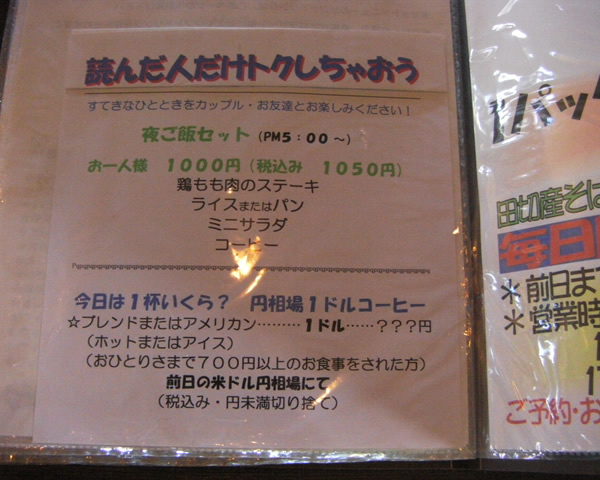 読んだ人だけトクしちゃおう
すてきなひとときをカップル・お友達とお楽しみください！
夜ご飯セット（PM5：00～）
お一人様　1000円（税込み　1050円）
鶏もも肉のステーキ
ライスまたはパン
ミニサラダ
コーヒー
今日は1杯いくら？　円相場1ドルコーヒー
☆ブレンドまたはアメリカン………1ドル……？？？円
（ホットまたはアイス）
（おひとりさまで７００円以上のお食事をされた方）
前日の米ドル円相場にて
（税込み・円未満切り捨て）
パッ
田切産そば
毎日
＊前日まで
＊営業時
1
17
ご予約・お